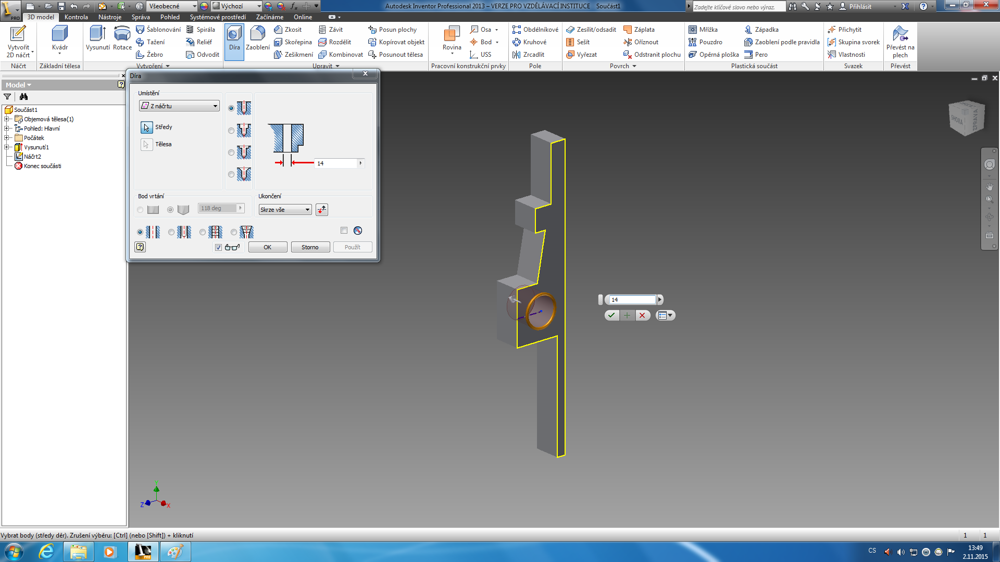 Všeobecné
Výchozí
Autodesk Inventor Professional 2013 – VERZE PRO VZDĚLÁVACÍ INSTITUCE Součást1
Zadejte klíčové slovo nebo výraz.
Přihlásit
PRO
3D model Kontrola Nástroje Správa Pohled Systémové prostředí Začínáme Online
Vytvořit
2D náčrt
Náčrt
Kvádr
Základní tělesa
Vysunutí
Rotace
Šablonování
Tažení
Žebro
Spirála
Reliéf
Odvodit
Vytvoření
Díra
Zaoblení
Zkosit
Skořepina
Zešikmení
Závit
Rozdělit
Kombinovat
Posun plochy
Kopírovat objekt
Posunout tělesa
Upravit
Rovina
Osa
Bod
USS
Pracovní konstrukční prvky
Obdélníkové
Kruhové
Zrcadlit
Pole
Zesílit/odsadit
Sešít
Vyřezat
Záplata
Oříznout
Odstranit plochu
Povrch
Mřížka
Pouzdro
Opěrná ploška
Západka
Zaoblení podle pravidla
Pero
Plastická součást
Přichytit
Skupina svorek
Vlastnosti
Svazek
Převést na
plech
Převést
Model
Součást1
Objemová tělesa(1)
Pohled: Hlavní
Počátek
Vysunutí1
Náčrt2
Konec součásti
Díra
Umístění
Z náčrtu
Středy
Tělesa
14
Bod vrtání
118 deg
Ukončení
Skrze vše
OK
Storno
Použít
SHORA
ZPRAVA
14
Z
X
Vybrat body (středy děr). Zrušení výběru: [Ctrl] (nebo [Shift]) + kliknutí
1 1
PRO
CS
13:49
2.11.2015